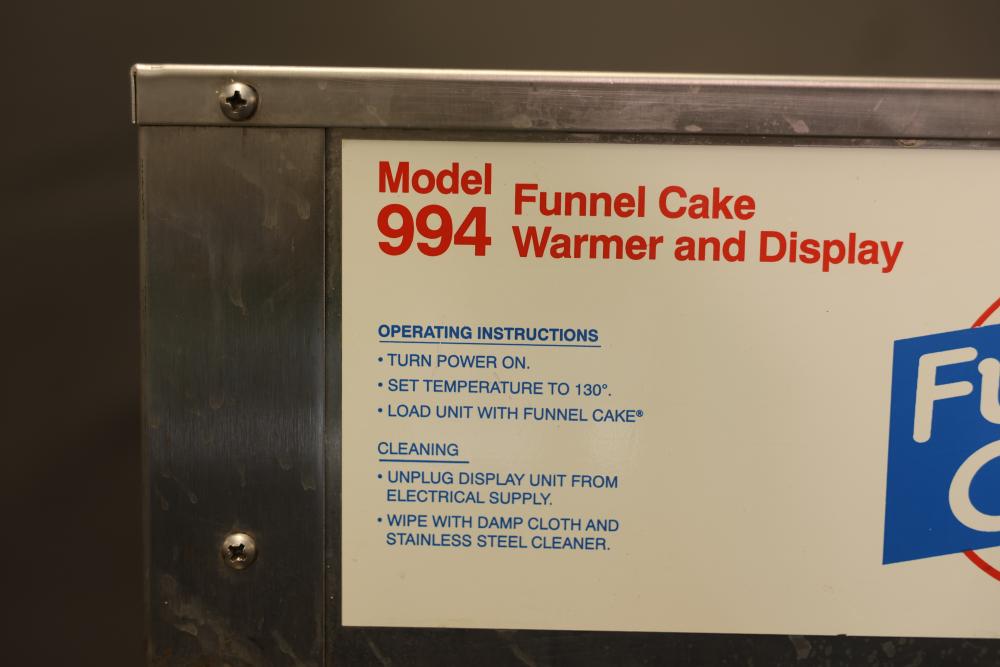 Model
994
Funnel Cake
Warmer and Display
OPERATING INSTRUCTIONS
• TURN POWER ON.
• SET TEMPERATURE TO 130°.
• LOAD UNIT WITH FUNNEL CAKE®
CLEANING
• UNPLUG DISPLAY UNIT FROM
ELECTRICAL SUPPLY.
• WIPE WITH DAMP CLOTH AND
STAINLESS STEEL CLEANER.